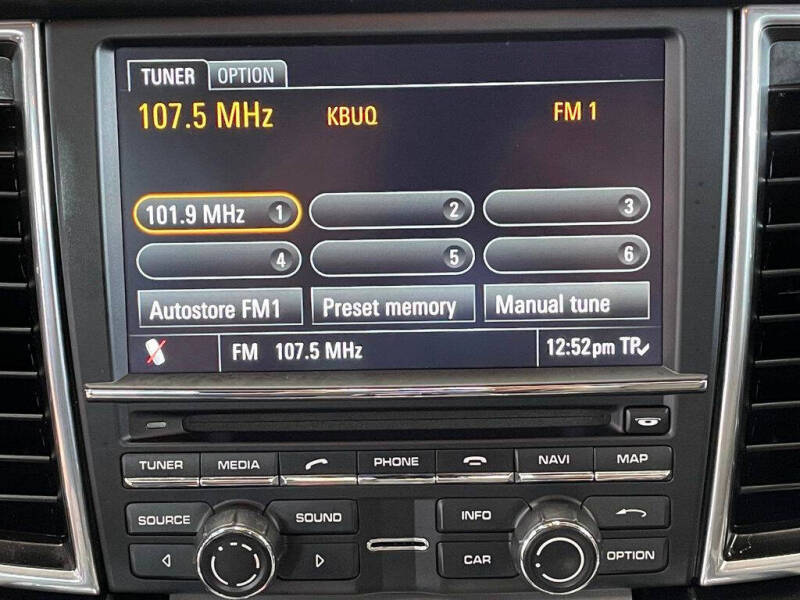 TUNER OPTION
107.5 MHz KBUQ FM 1
101.9 MHz 1 2 3
4 5 6
Autostore FM1 Preset memory Manual tune
FM 107.5 MHz 12:52pm TP
TUNER MEDIA PHONE NAVI MAP
SOURCE SOUND INFO
CAR OPTION